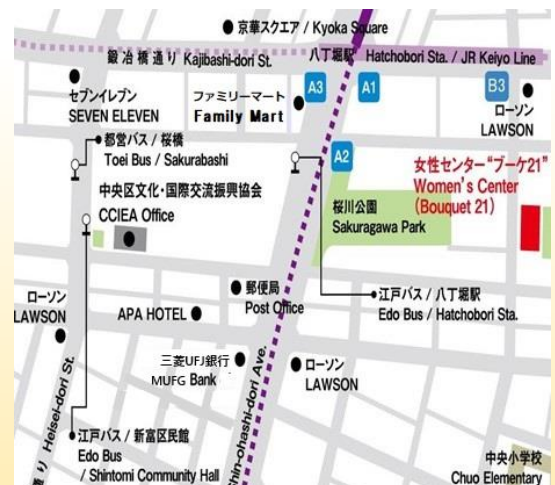 京華スクエア / Kyoka Square
鍛冶橋通り Kajibashi-dori St.
八丁堀駅 Hatchobori Sta. / JR Keiyo Line
セブンイレブン
SEVEN ELEVEN
ファミリーマート
Family Mart
A3
A1
B3
ローソン
LAWSON
都営バス / 桜橋
Toei Bus / Sakurabashi
A2
女性センター“ブーケ21”
Women's Center
(Bouquet 21)
中央区文化・国際交流振興協会
CCIEA Office
桜川公園
Sakuragawa Park
郵便局
Post Office
江戸バス / 八丁堀駅
Edo Bus / Hatchobori Sta.
ローソン
LAWSON
APA HOTEL
三菱UFJ銀行
MUFG Bank
ローソン
LAWSON
通り Heisei-dori St.
Shin-ohashi-dori Ave.
江戸バス / 新富区民館
Edo Bus
/ Shintomi Community Hall
中央小学校
Chuo Elementary